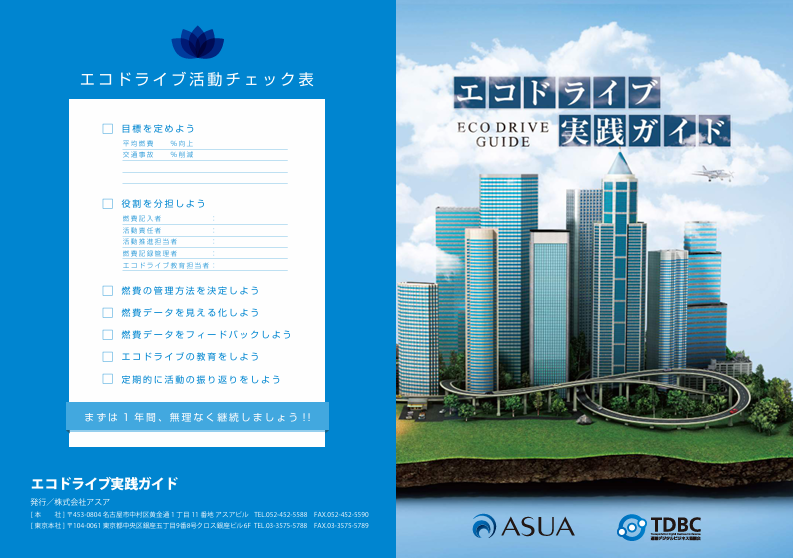 エコドライブ活動チェック表
目標を定めよう
平均燃費　　％向上
交通事故　　％削減
役割を分担しよう
燃費記入者　　　　：
活動責任者　　　　：
活動推進担当者　　：
燃費記録管理者　　：
エコドライブ教育担当者：
燃費の管理方法を決定しよう
燃費データを見える化しよう
燃費データをフィードバックしよう
エコドライブの教育をしよう
定期的に活動の振り返りをしよう
まずは 1 年間、無理なく継続しましょう !!
エコドライブ実践ガイド
発行／株式会社アスア
[ 本　　社 ] 〒453-0804 名古屋市中村区黄金通 1 丁目 11 番地 アスアビル　TEL.052-452-5588　FAX.052-452-5590
[ 東京本社 ] 〒104-0061 東京都中央区銀座五丁目9番8号クロス銀座ビル6F TEL.03-3575-5788　FAX.03-3575-5789
エコドライブ
ECO DRIVE
GUIDE
実践ガイド
ASUA
TDBC
運輸デジタルビジネス協議会